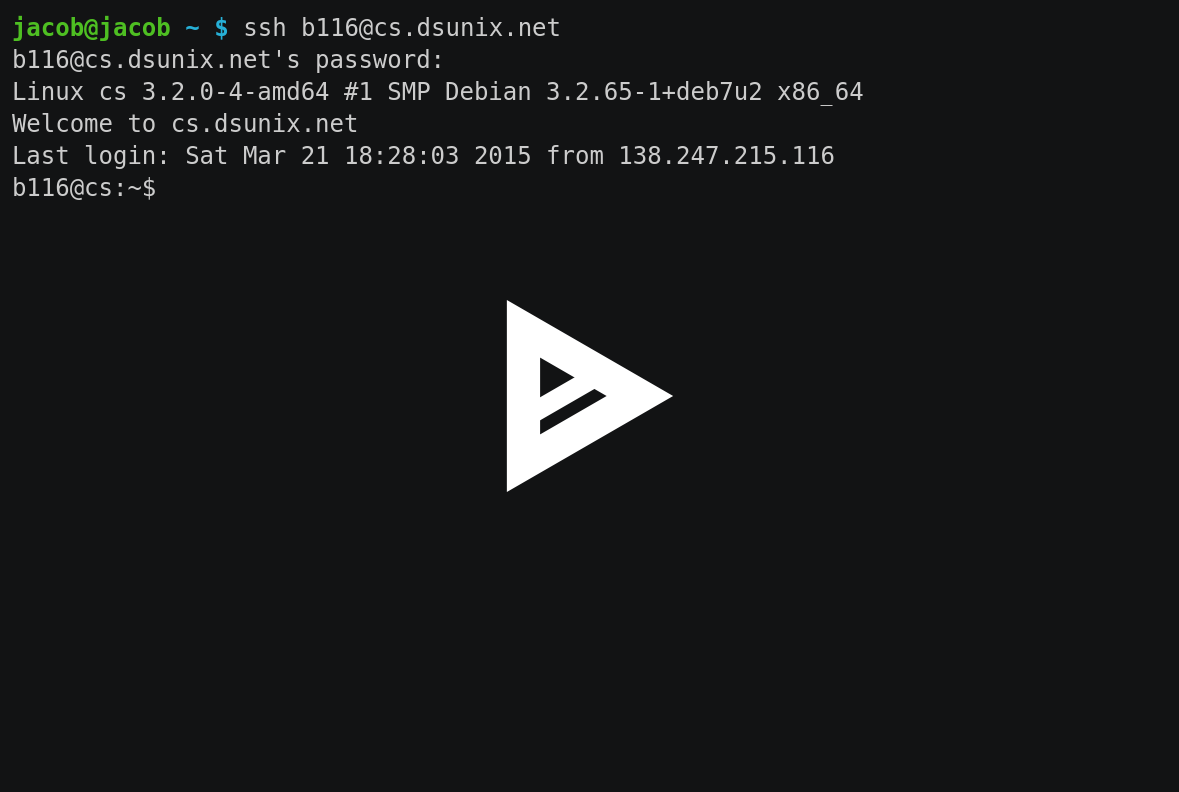 jacob@jacob ~ $ ssh b116@cs.dsunix.net
b116@cs.dsunix.net's password:
Linux cs 3.2.0-4-amd64 #1 SMP Debian 3.2.65-1+deb7u2 x86_64
Welcome to cs.dsunix.net
Last login: Sat Mar 21 18:28:03 2015 from 138.247.215.116
b116@cs:~$